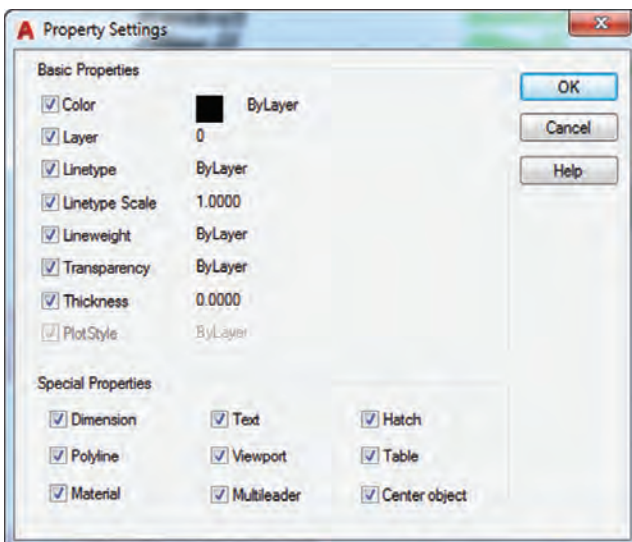 Property Settings
Basic Properties
Color ByLayer
Layer 0
Linetype ByLayer
Linetype Scale 1.0000
Lineweight ByLayer
Transparency ByLayer
Thickness 0.0000
PlotStyle ByLayer
OK
Cancel
Help
Special Properties
Dimension Text Hatch
Polyline Viewport Table
Material Multileader Center object